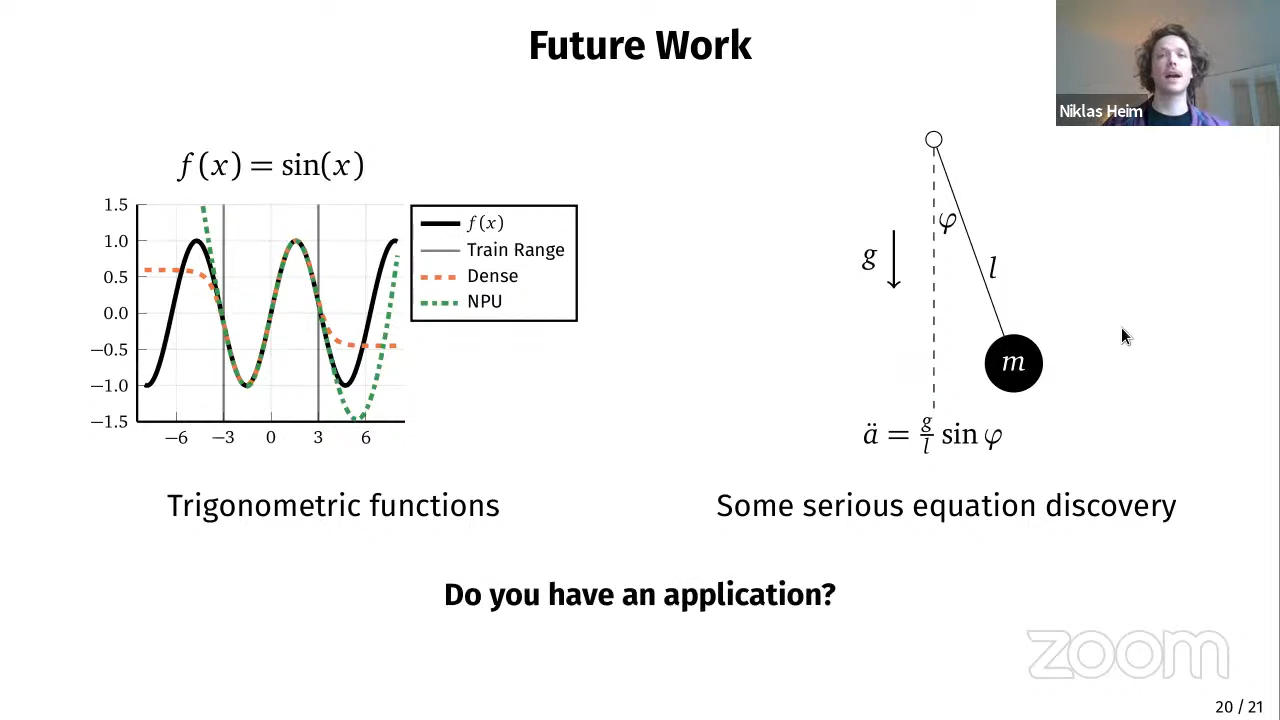 Future Work
Niklas Heim
f(x) = sin(x)
1.5
1.0
0.5
0.0
−0.5
−1.0
−1.5
−6
−3
0
3
6
f(x)
Train Range
Dense
NPU
φ
g
l
m
ä = g/l sin φ
Trigonometric functions
Some serious equation discovery
Do you have an application?
zoom
20 / 21